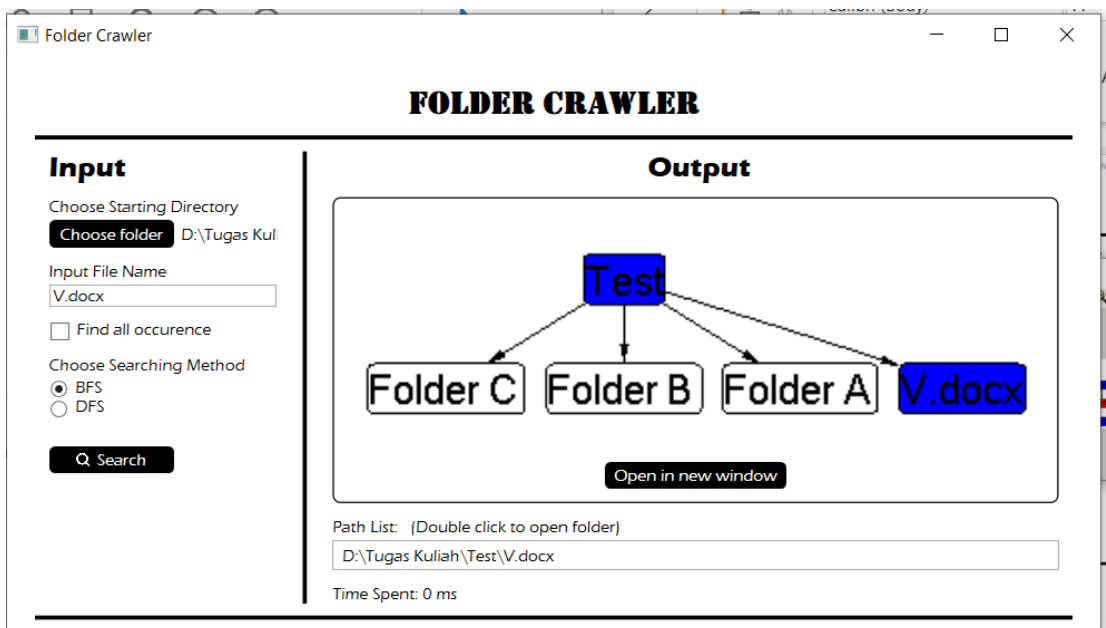 Folder Crawler
FOLDER CRAWLER
Input
Choose Starting Directory
Choose folder D:\Tugas Kul
Input File Name
V.docx
Find all occurence
Choose Searching Method
BFS
DFS
Search
Output
Test
Folder C Folder B Folder A V.docx
Open in new window
Path List: (Double click to open folder)
D:\Tugas Kuliah\Test\V.docx
Time Spent: 0 ms